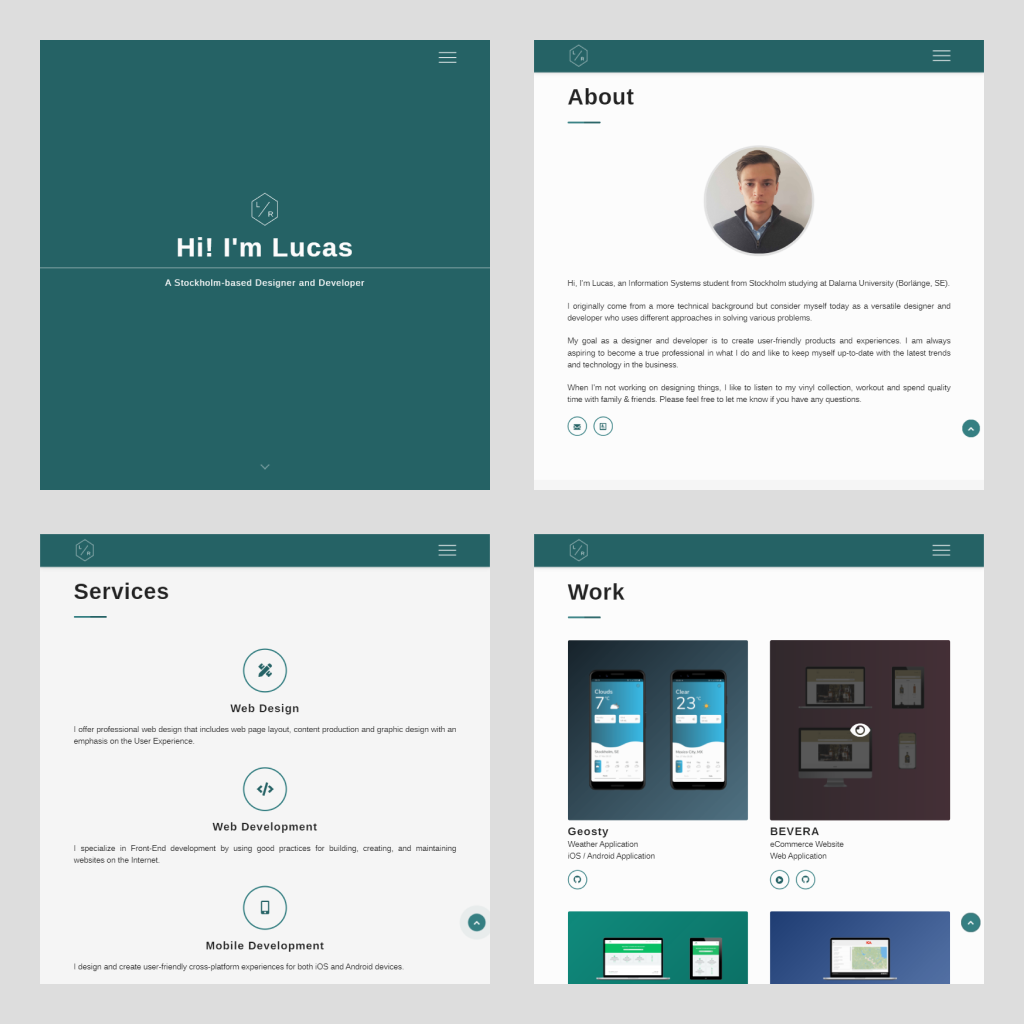 L
R
Hi! I'm Lucas
A Stockholm-based Designer and Developer
L
R
About
Hi, I'm Lucas, an Information Systems student from Stockholm studying at Dalarna University (Borlänge, SE).
I originally come from a more technical background but consider myself today as a versatile designer and
developer who uses different approaches in solving various problems.
My goal as a designer and developer is to create user-friendly products and experiences. I am always
aspiring to become a true professional in what I do and like to keep myself up-to-date with the latest trends
and technology in the business.
When I'm not working on designing things, I like to listen to my vinyl collection, workout and spend quality
time with family & friends. Please feel free to let me know if you have any questions.
L
R
Services
Web Design
I offer professional web design that includes web page layout, content production and graphic design with an
emphasis on the User Experience.
Web Development
I specialize in Front-End development by using good practices for building, creating, and maintaining
websites on the Internet.
Mobile Development
I design and create user-friendly cross-platform experiences for both iOS and Android devices.
L
R
Work
Clouds
7
Clear
23
Geosty
Weather Application
iOS / Android Application
BEVERA
eCommerce Website
Web Application